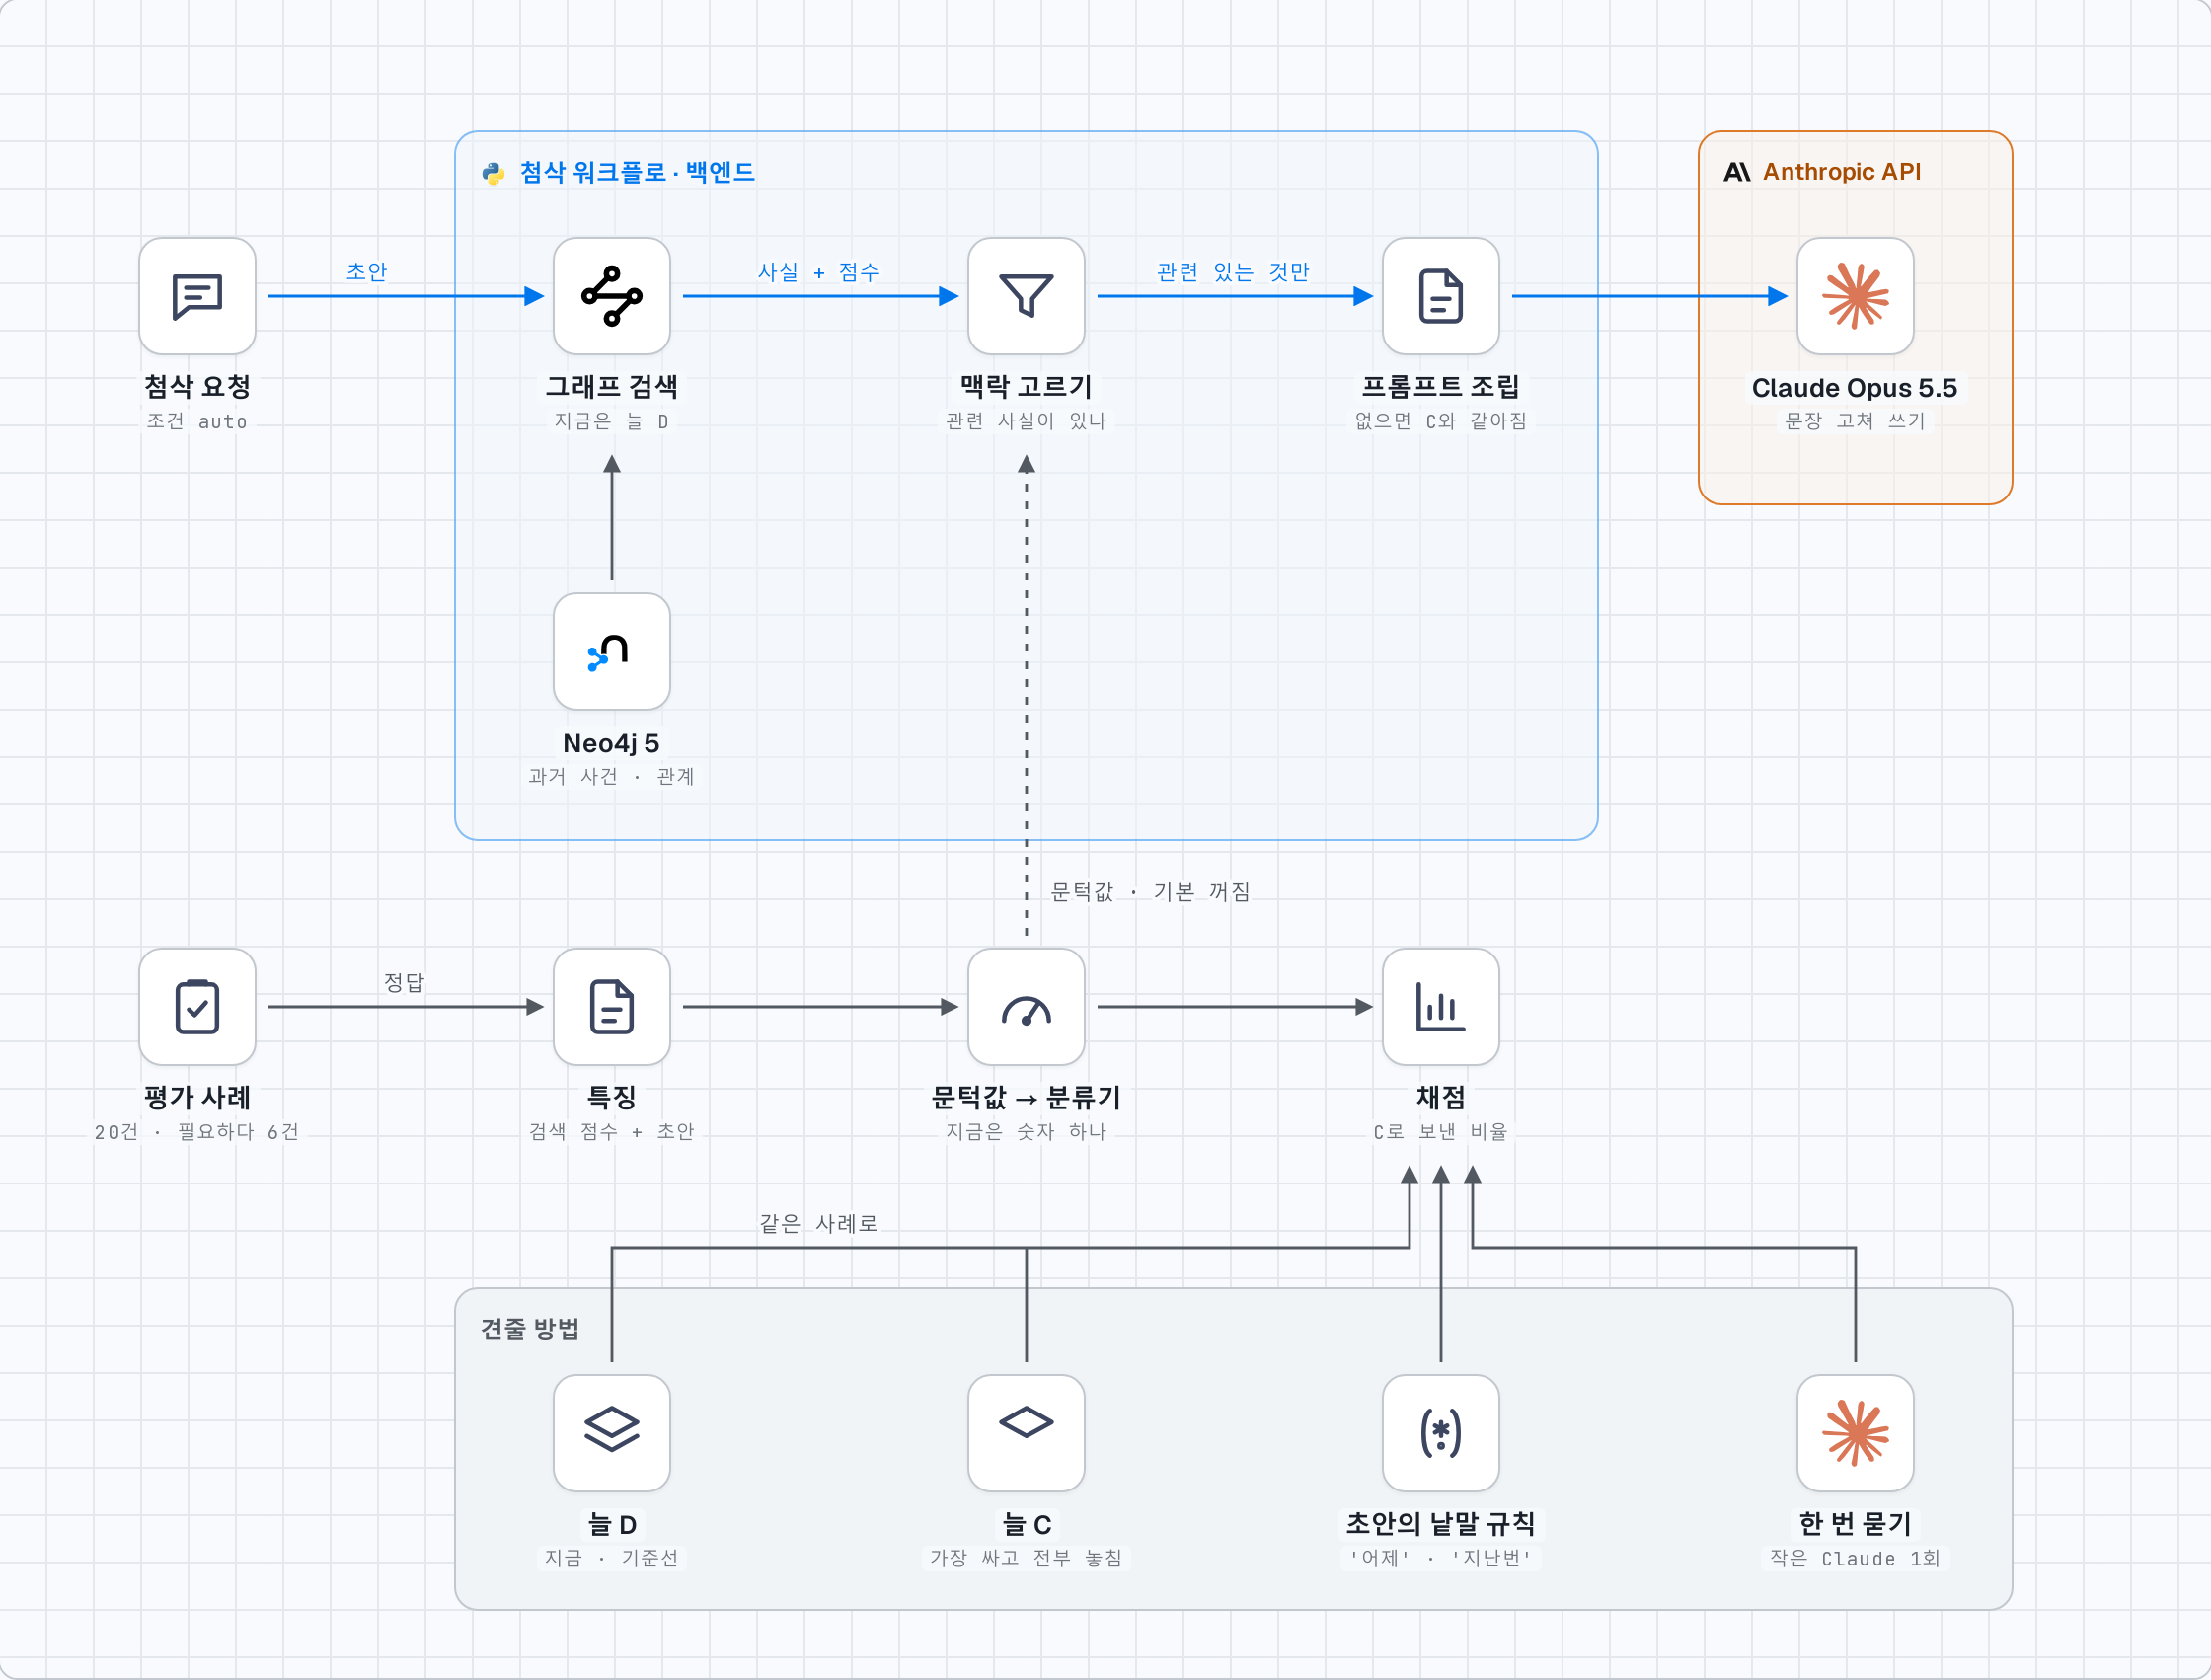 첨삭 워크플로 · 백엔드
Anthropic API
초안
사실 + 점수
관련 있는 것만
첨삭 요청
조건 auto
그래프 검색
지금은 늘 D
맥락 고르기
관련 사실이 있나
프롬프트 조립
없으면 C와 같아짐
Claude Opus 5.5
문장 고쳐 쓰기
Neo4j 5
과거 사건 · 관계
문턱값 · 기본 꺼짐
정답
평가 사례
20건 · 필요하다 6건
특징
검색 점수 + 초안
문턱값 → 분류기
지금은 숫자 하나
채점
C로 보낸 비율
같은 사례로
견줄 방법
늘 D
지금 · 기준선
늘 C
가장 싸고 전부 놓침
초안의 낱말 규칙
'어제' · '지난번'
한 번 묻기
작은 Claude 1회